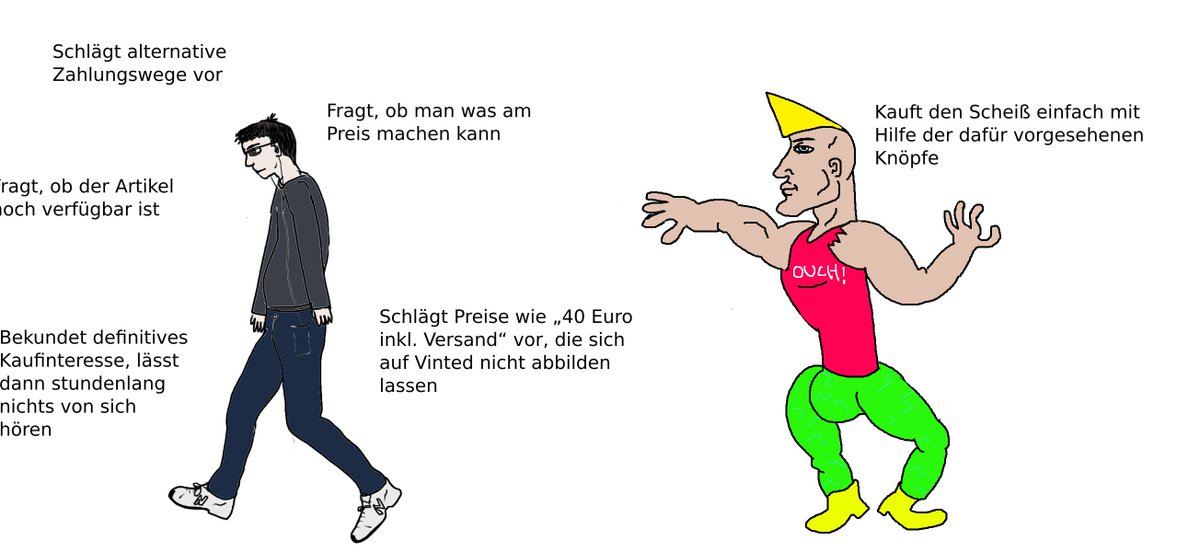 Schlägt alternative
Zahlungswege vor
Fragt, ob man was am
Preis machen kann
Kauft den Scheiß einfach mit
Hilfe der dafür vorgesehenen
Knöpfe
ragt, ob der Artikel
noch verfügbar ist
OUCH!
Bekundet definitives
Kaufinteresse, lässt
dann stundenlang
nichts von sich
hören
Schlägt Preise wie „40 Euro
inkl. Versand“ vor, die sich
auf Vinted nicht abbilden
lassen